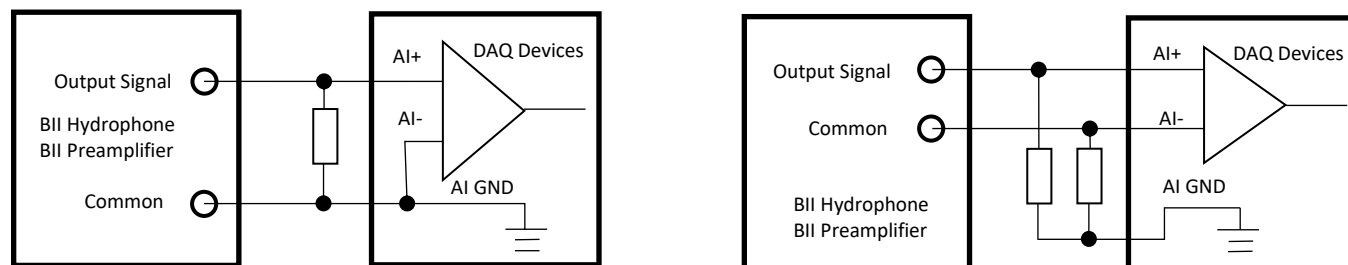 DAQ Devices
AI+
Output Signal
BII Hydrophone
AI-
BII Preamplifier
AI GND
Common
DAQ Devices
AI+
Output Signal
AI-
Common
AI GND
BII Hydrophone
BII Preamplifier